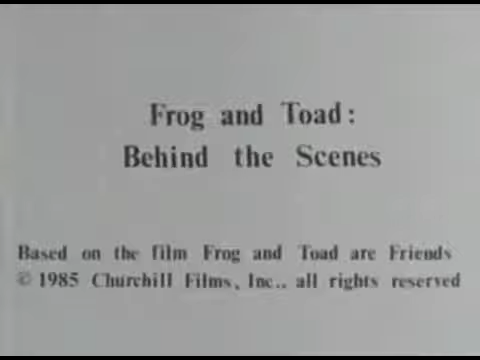 Frog and Toad:
Behind the Scenes
Based on the film Frog and Toad are Friends
© 1985 Churchill Films, Inc., all rights reserved